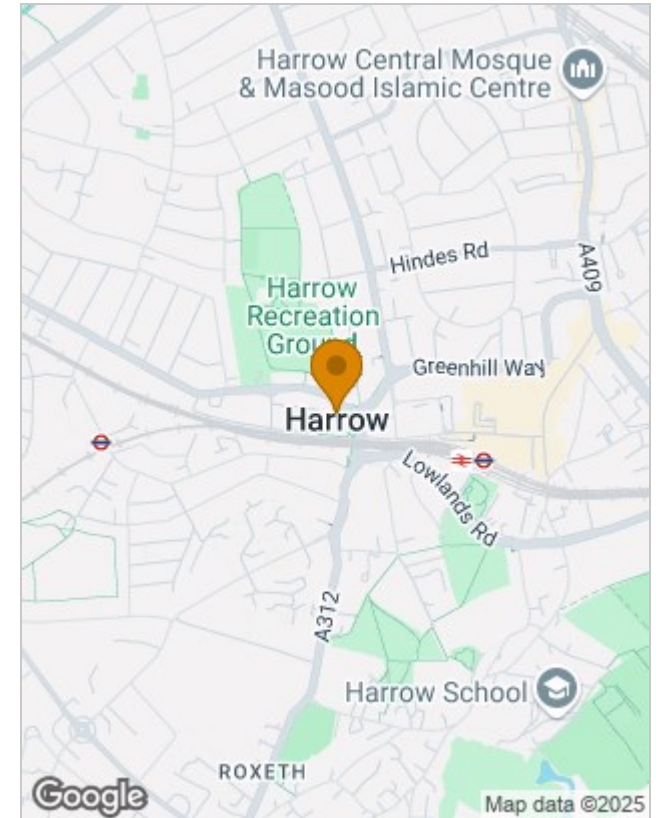 Harrow Central Mosque
& Masood Islamic Centre
Hindes Rd
A409
Harrow
Recreation
Ground
Greenhill Way
Harrow
Lowlands Rd
A312
Harrow School
ROXETH
Google
Map data ©2025